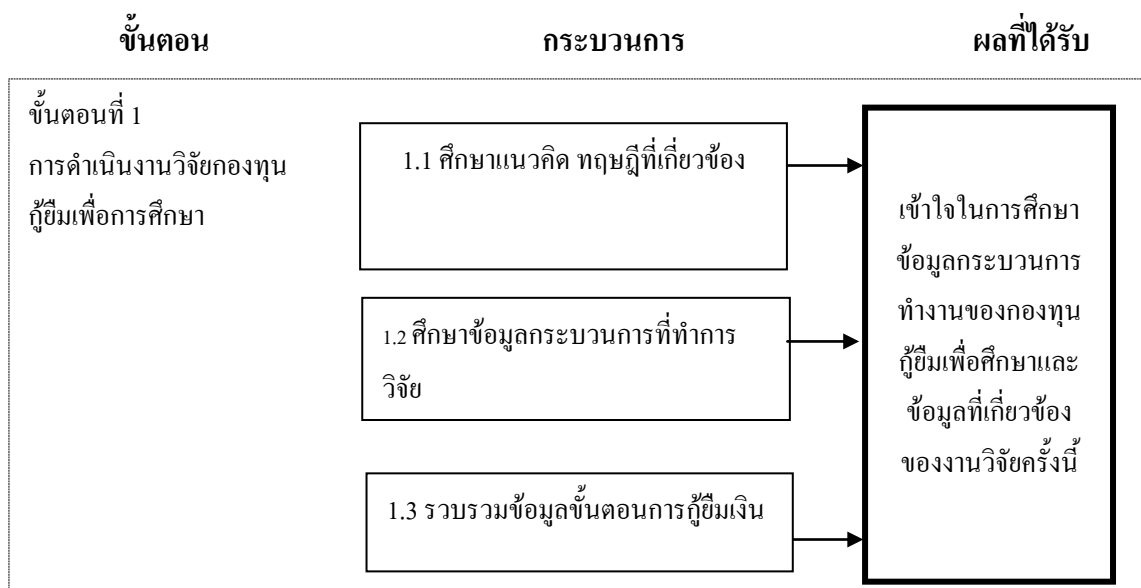 ขั้นตอน
กระบวนการ
ผลที่ได้รับ
ขั้นตอนที่ 1
การดำเนินงานวิจัยกองทุน
กู้ยืมเพื่อการศึกษา
1.1 ศึกษาแนวคิด ทฤษฎีที่เกี่ยวข้อง
1.2 ศึกษาข้อมูลกระบวนการที่ทำการ
วิจัย
1.3 รวบรวมข้อมูลขั้นตอนการกู้ยืมเงิน
เข้าใจในการศึกษา
ข้อมูลกระบวนการ
ทำงานของกองทุน
กู้ยืมเพื่อศึกษาและ
ข้อมูลที่เกี่ยวข้อง
ของงานวิจัยครั้งนี้